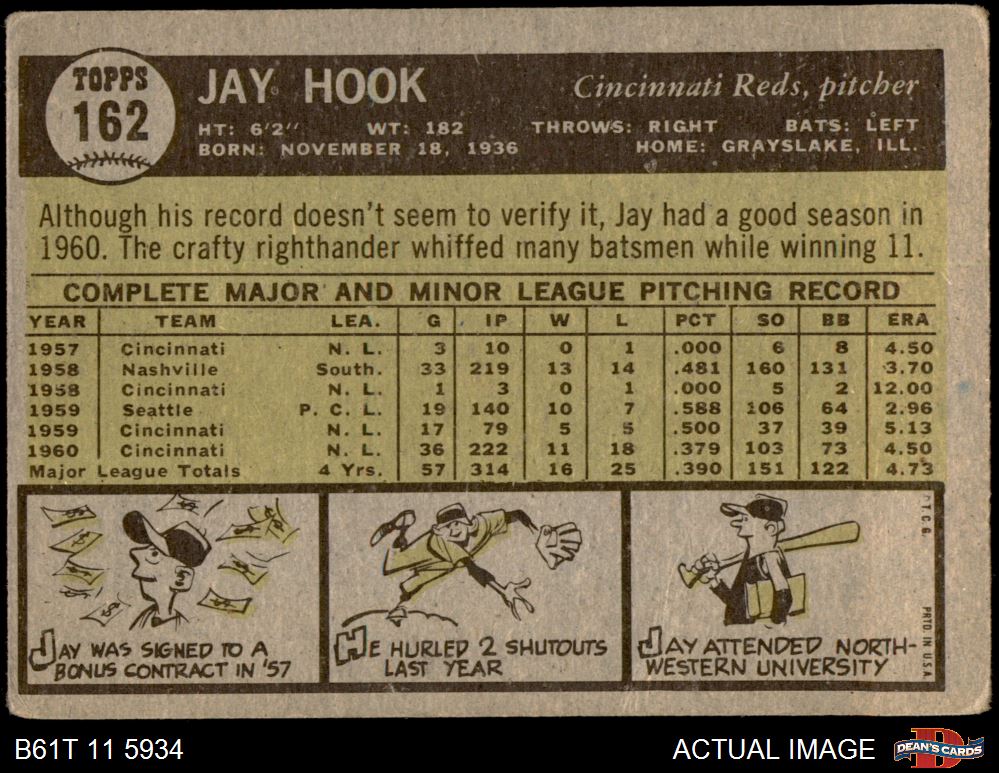 TOPPS
162
JAY HOOK
Cincinnati Reds, pitcher
HT: 6'2" WT: 182 THROWS: RIGHT BATS: LEFT
BORN: NOVEMBER 18, 1936 HOME: GRAYSLAKE, ILL.
Although his record doesn't seem to verify it, Jay had a good season in
1960. The crafty righthander whiffed many batsmen while winning 11.
COMPLETE MAJOR AND MINOR LEAGUE PITCHING RECORD
YEAR TEAM LEA. G IP W L PCT SO BB ERA
1957 Cincinnati N. L. 3 10 0 1 .000 6 8 4.50
1958 Nashville South. 33 219 13 14 .481 160 131 3.70
1958 Cincinnati N. L. 1 3 0 1 .000 5 2 12.00
1959 Seattle P. C. L. 19 140 10 7 .588 106 64 2.96
1959 Cincinnati N. L. 17 79 5 5 .500 37 39 5.13
1960 Cincinnati N. L. 36 222 11 18 .379 103 73 4.50
Major League Totals 4 Yrs. 57 314 16 25 .390 151 122 4.73
JAY WAS SIGNED TO A
BONUS CONTRACT IN '57
HE HURLED 2 SHUTOUTS
LAST YEAR
JAY ATTENDED NORTH-
WESTERN UNIVERSITY
T. C. G.
PRTD IN U.S.A.
B61T 11 5934
ACTUAL IMAGE
DEAN'S CARDS